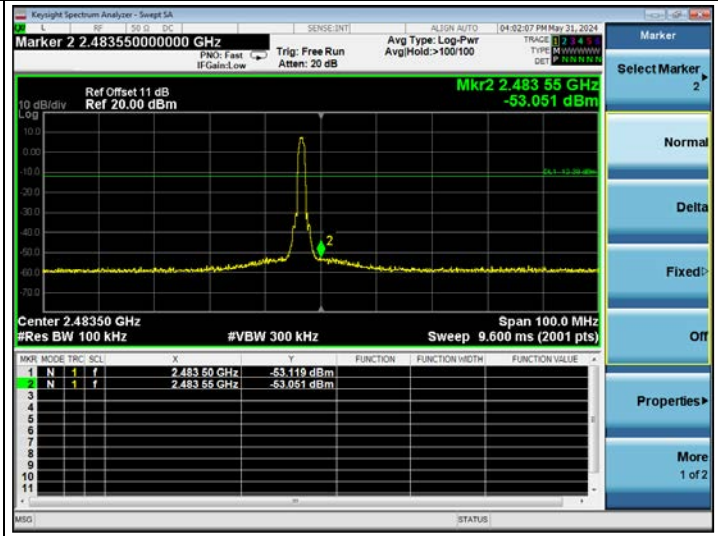 Keysight Spectrum Analyzer - Swept SA
L RF 50 Ω DC SENSE:INT ALIGN AUTO 04:02:07 PM May 31, 2024
Marker 2 2.483550000000 GHz
PNO: Fast
IFGain:Low
Trig: Free Run
Atten: 20 dB
Avg Type: Log-Pwr
Avg|Hold:>100/100
TRACE 1 2 3 4 5 6
TYPE M WWWWW
DET P N N N N N
Mkr2 2.483 55 GHz
-53.051 dBm
Ref Offset 11 dB
10 dB/div Ref 20.00 dBm
Log
10.0
0.00
-10.0
DL1 -12.39 dBm
-20.0
-30.0
-40.0
2
-50.0
-60.0
-70.0
Center 2.48350 GHz Span 100.0 MHz
#Res BW 100 kHz #VBW 300 kHz Sweep 9.600 ms (2001 pts)
MKR MODE TRC SCL X Y FUNCTION FUNCTION WIDTH FUNCTION VALUE
1 N 1 f 2.483 50 GHz -53.119 dBm
2 N 1 f 2.483 55 GHz -53.051 dBm
3
4
5
6
7
8
9
10
11
MSG STATUS
Marker
Select Marker
2
Normal
Delta
Fixed
Off
Properties
More
1 of 2